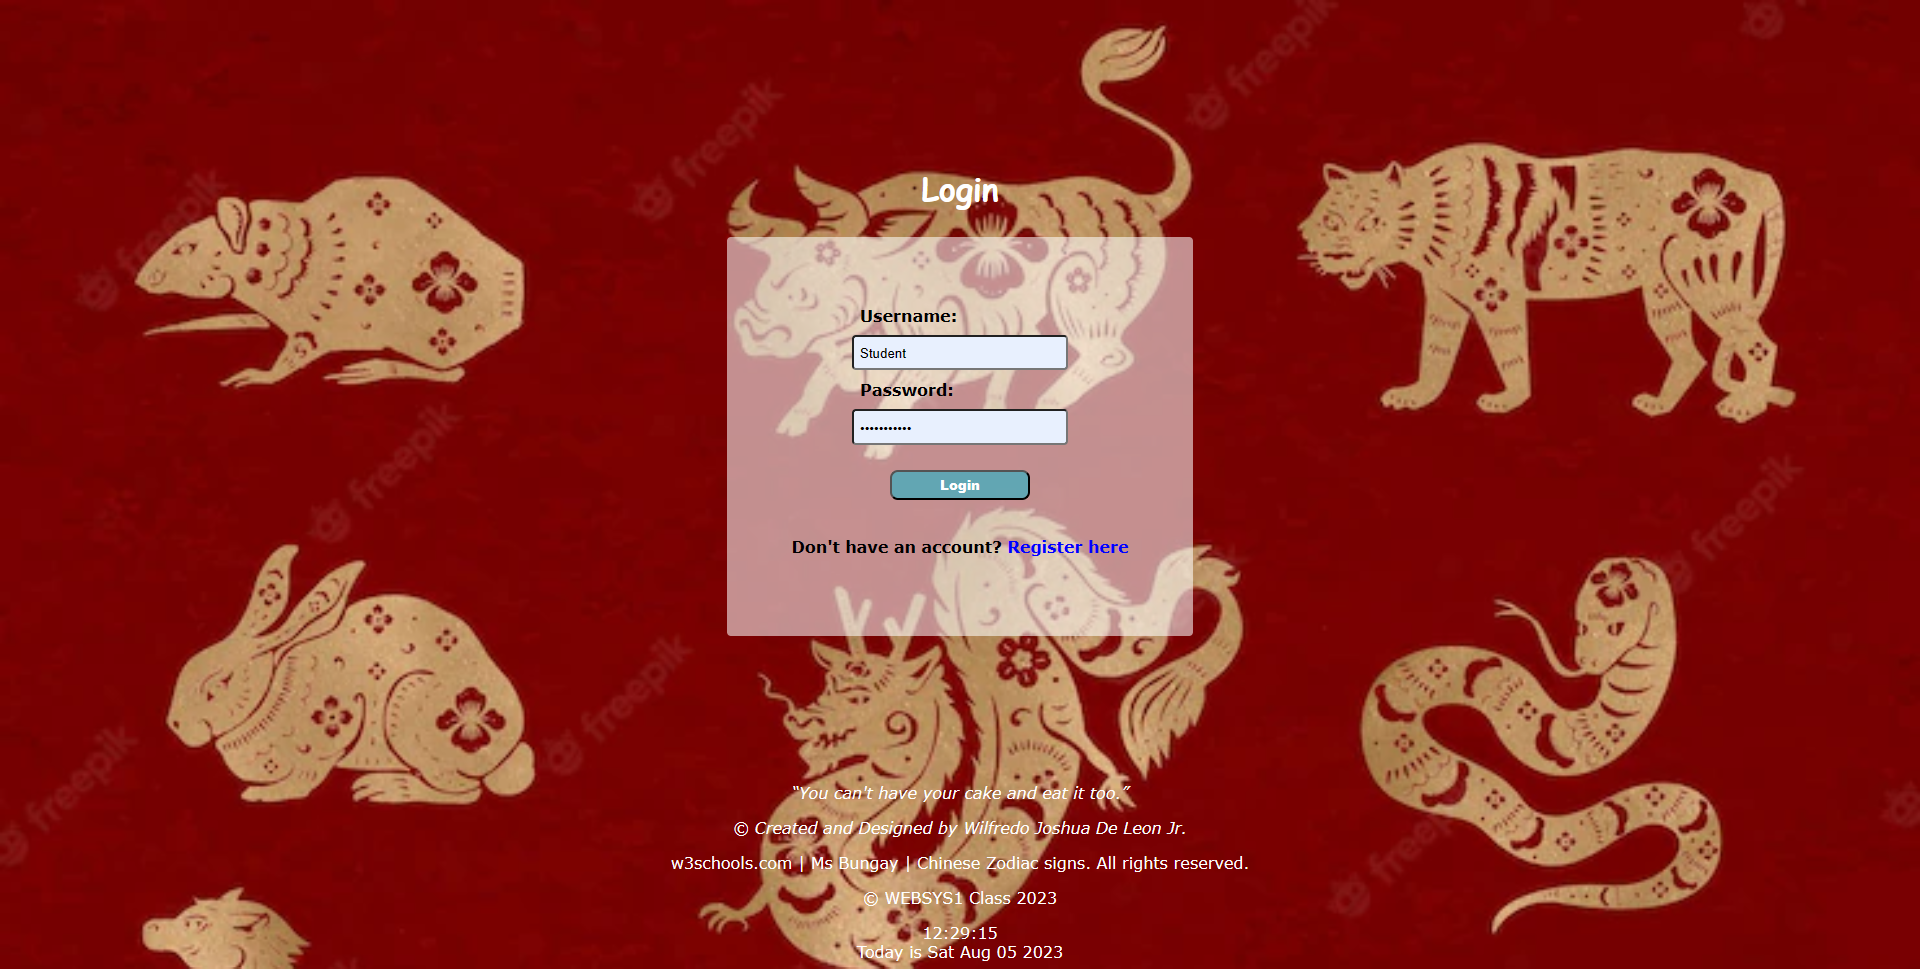 Login
Username:
Student
Password:
•••••••••••
Login
Don't have an account? Register here
“You can't have your cake and eat it too.”
© Created and Designed by Wilfredo Joshua De Leon Jr.
w3schools.com | Ms Bungay | Chinese Zodiac signs. All rights reserved.
© WEBSYS1 Class 2023
12:29:15
Today is Sat Aug 05 2023
freepik
freepik
freepik
freepik
freepik
freepik
freepik
freepik
freepik